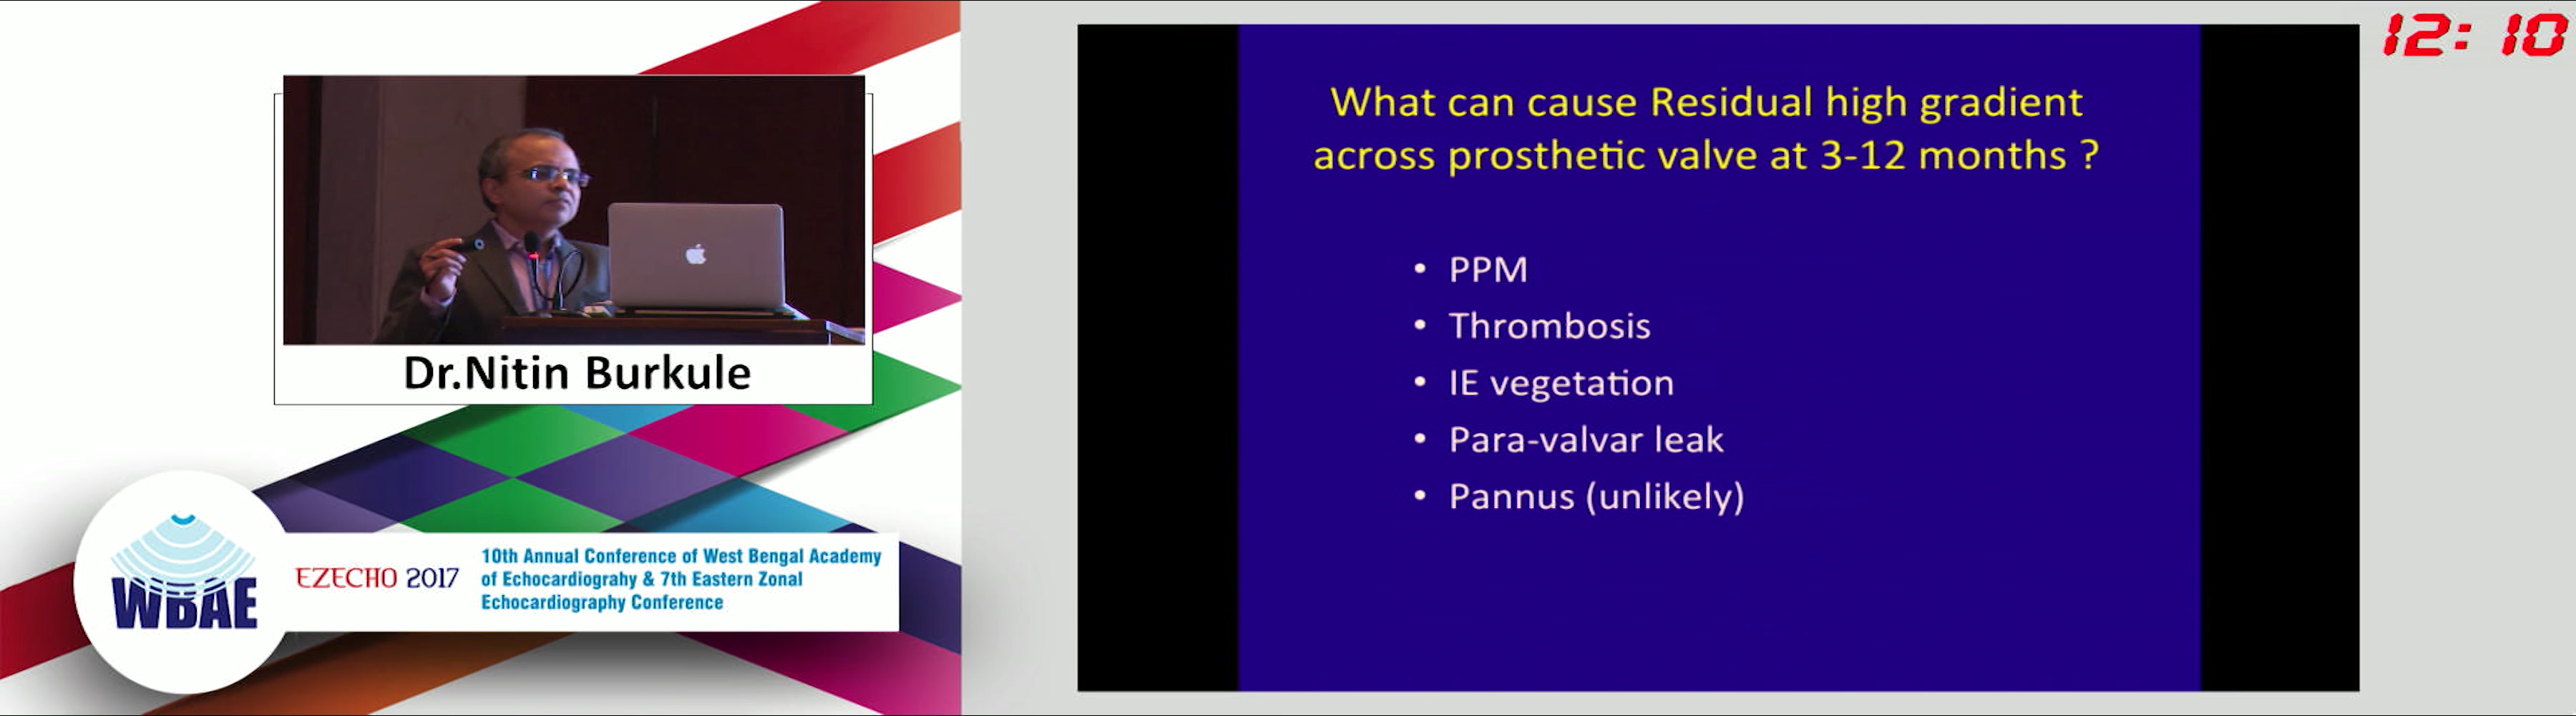 12: 10
What can cause Residual high gradient
across prosthetic valve at 3-12 months ?
• PPM
• Thrombosis
• IE vegetation
• Para-valvar leak
• Pannus (unlikely)
Dr.Nitin Burkule
WBAE
EZECHO 2017
10th Annual Conference of West Bengal Academy
of Echocardiograhy & 7th Eastern Zonal
Echocardiography Conference